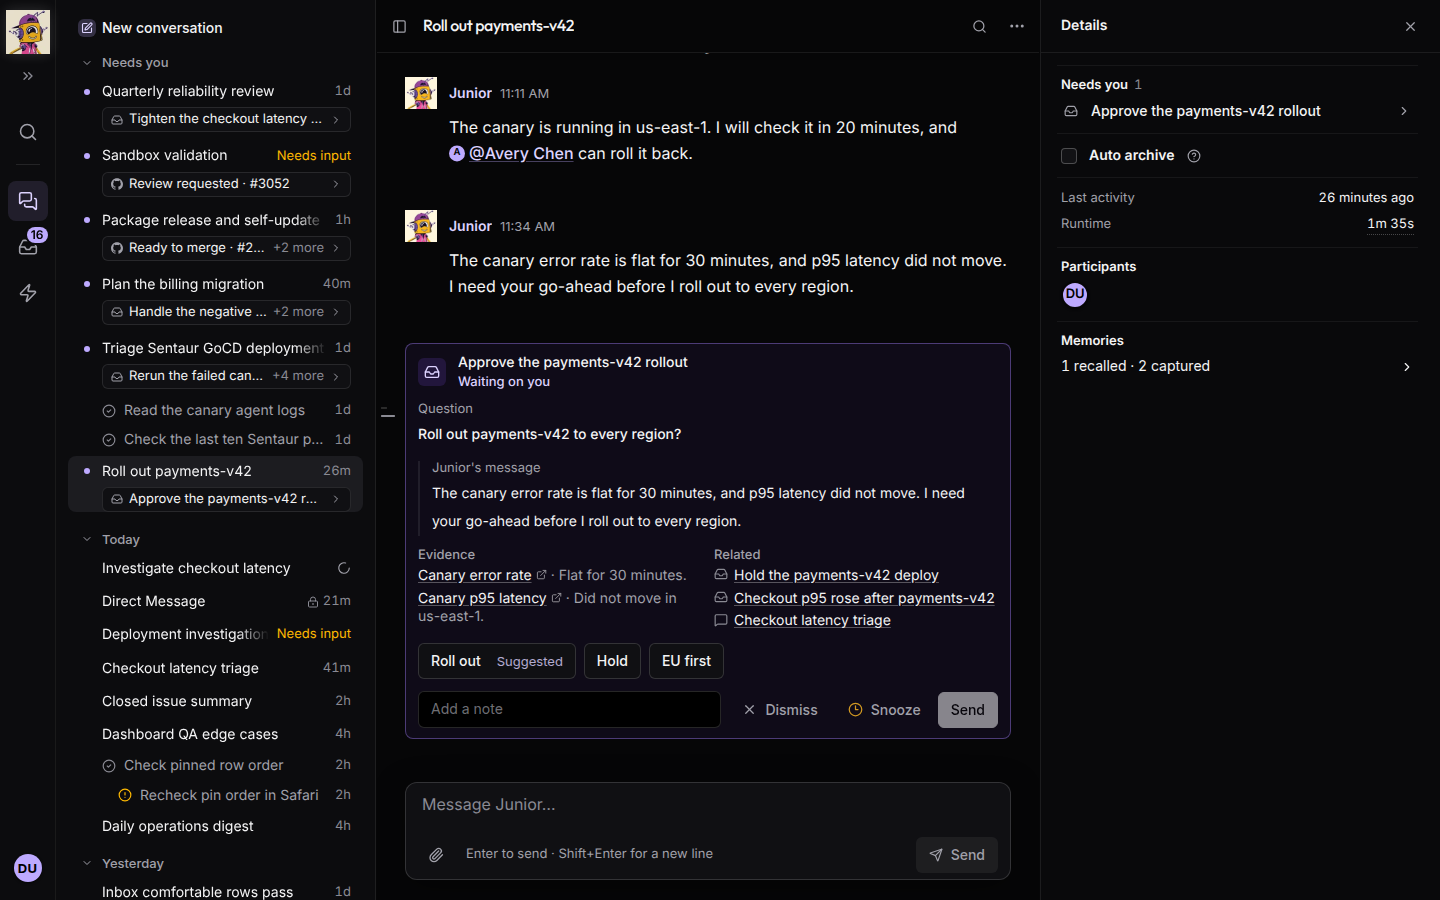 New conversation
Needs you
Quarterly reliability review 1d
Tighten the checkout latency ...
Sandbox validation Needs input
Review requested · #3052
Package release and self-update 1h
Ready to merge · #2... +2 more
Plan the billing migration 40m
Handle the negative ... +2 more
Triage Sentaur GoCD deployment 1d
Rerun the failed can... +4 more
Read the canary agent logs 1d
Check the last ten Sentaur p... 1d
Roll out payments-v42 26m
Approve the payments-v42 r...
Today
Investigate checkout latency
Direct Message 21m
Deployment investigation Needs input
Checkout latency triage 41m
Closed issue summary 2h
Dashboard QA edge cases 4h
Check pinned row order 2h
Recheck pin order in Safari 2h
Daily operations digest 4h
Yesterday
Inbox comfortable rows pass 1d
16
DU
Roll out payments-v42
Junior 11:11 AM
The canary is running in us-east-1. I will check it in 20 minutes, and
A @Avery Chen can roll it back.
Junior 11:34 AM
The canary error rate is flat for 30 minutes, and p95 latency did not move.
I need your go-ahead before I roll out to every region.
Approve the payments-v42 rollout
Waiting on you
Question
Roll out payments-v42 to every region?
Junior's message
The canary error rate is flat for 30 minutes, and p95 latency did not move. I need
your go-ahead before I roll out to every region.
Evidence
Canary error rate · Flat for 30 minutes.
Canary p95 latency · Did not move in
us-east-1.
Related
Hold the payments-v42 deploy
Checkout p95 rose after payments-v42
Checkout latency triage
Roll out Suggested Hold EU first
Add a note Dismiss Snooze Send
Message Junior...
Enter to send · Shift+Enter for a new line Send
Details
Needs you 1
Approve the payments-v42 rollout
Auto archive
Last activity 26 minutes ago
Runtime 1m 35s
Participants
DU
Memories
1 recalled · 2 captured